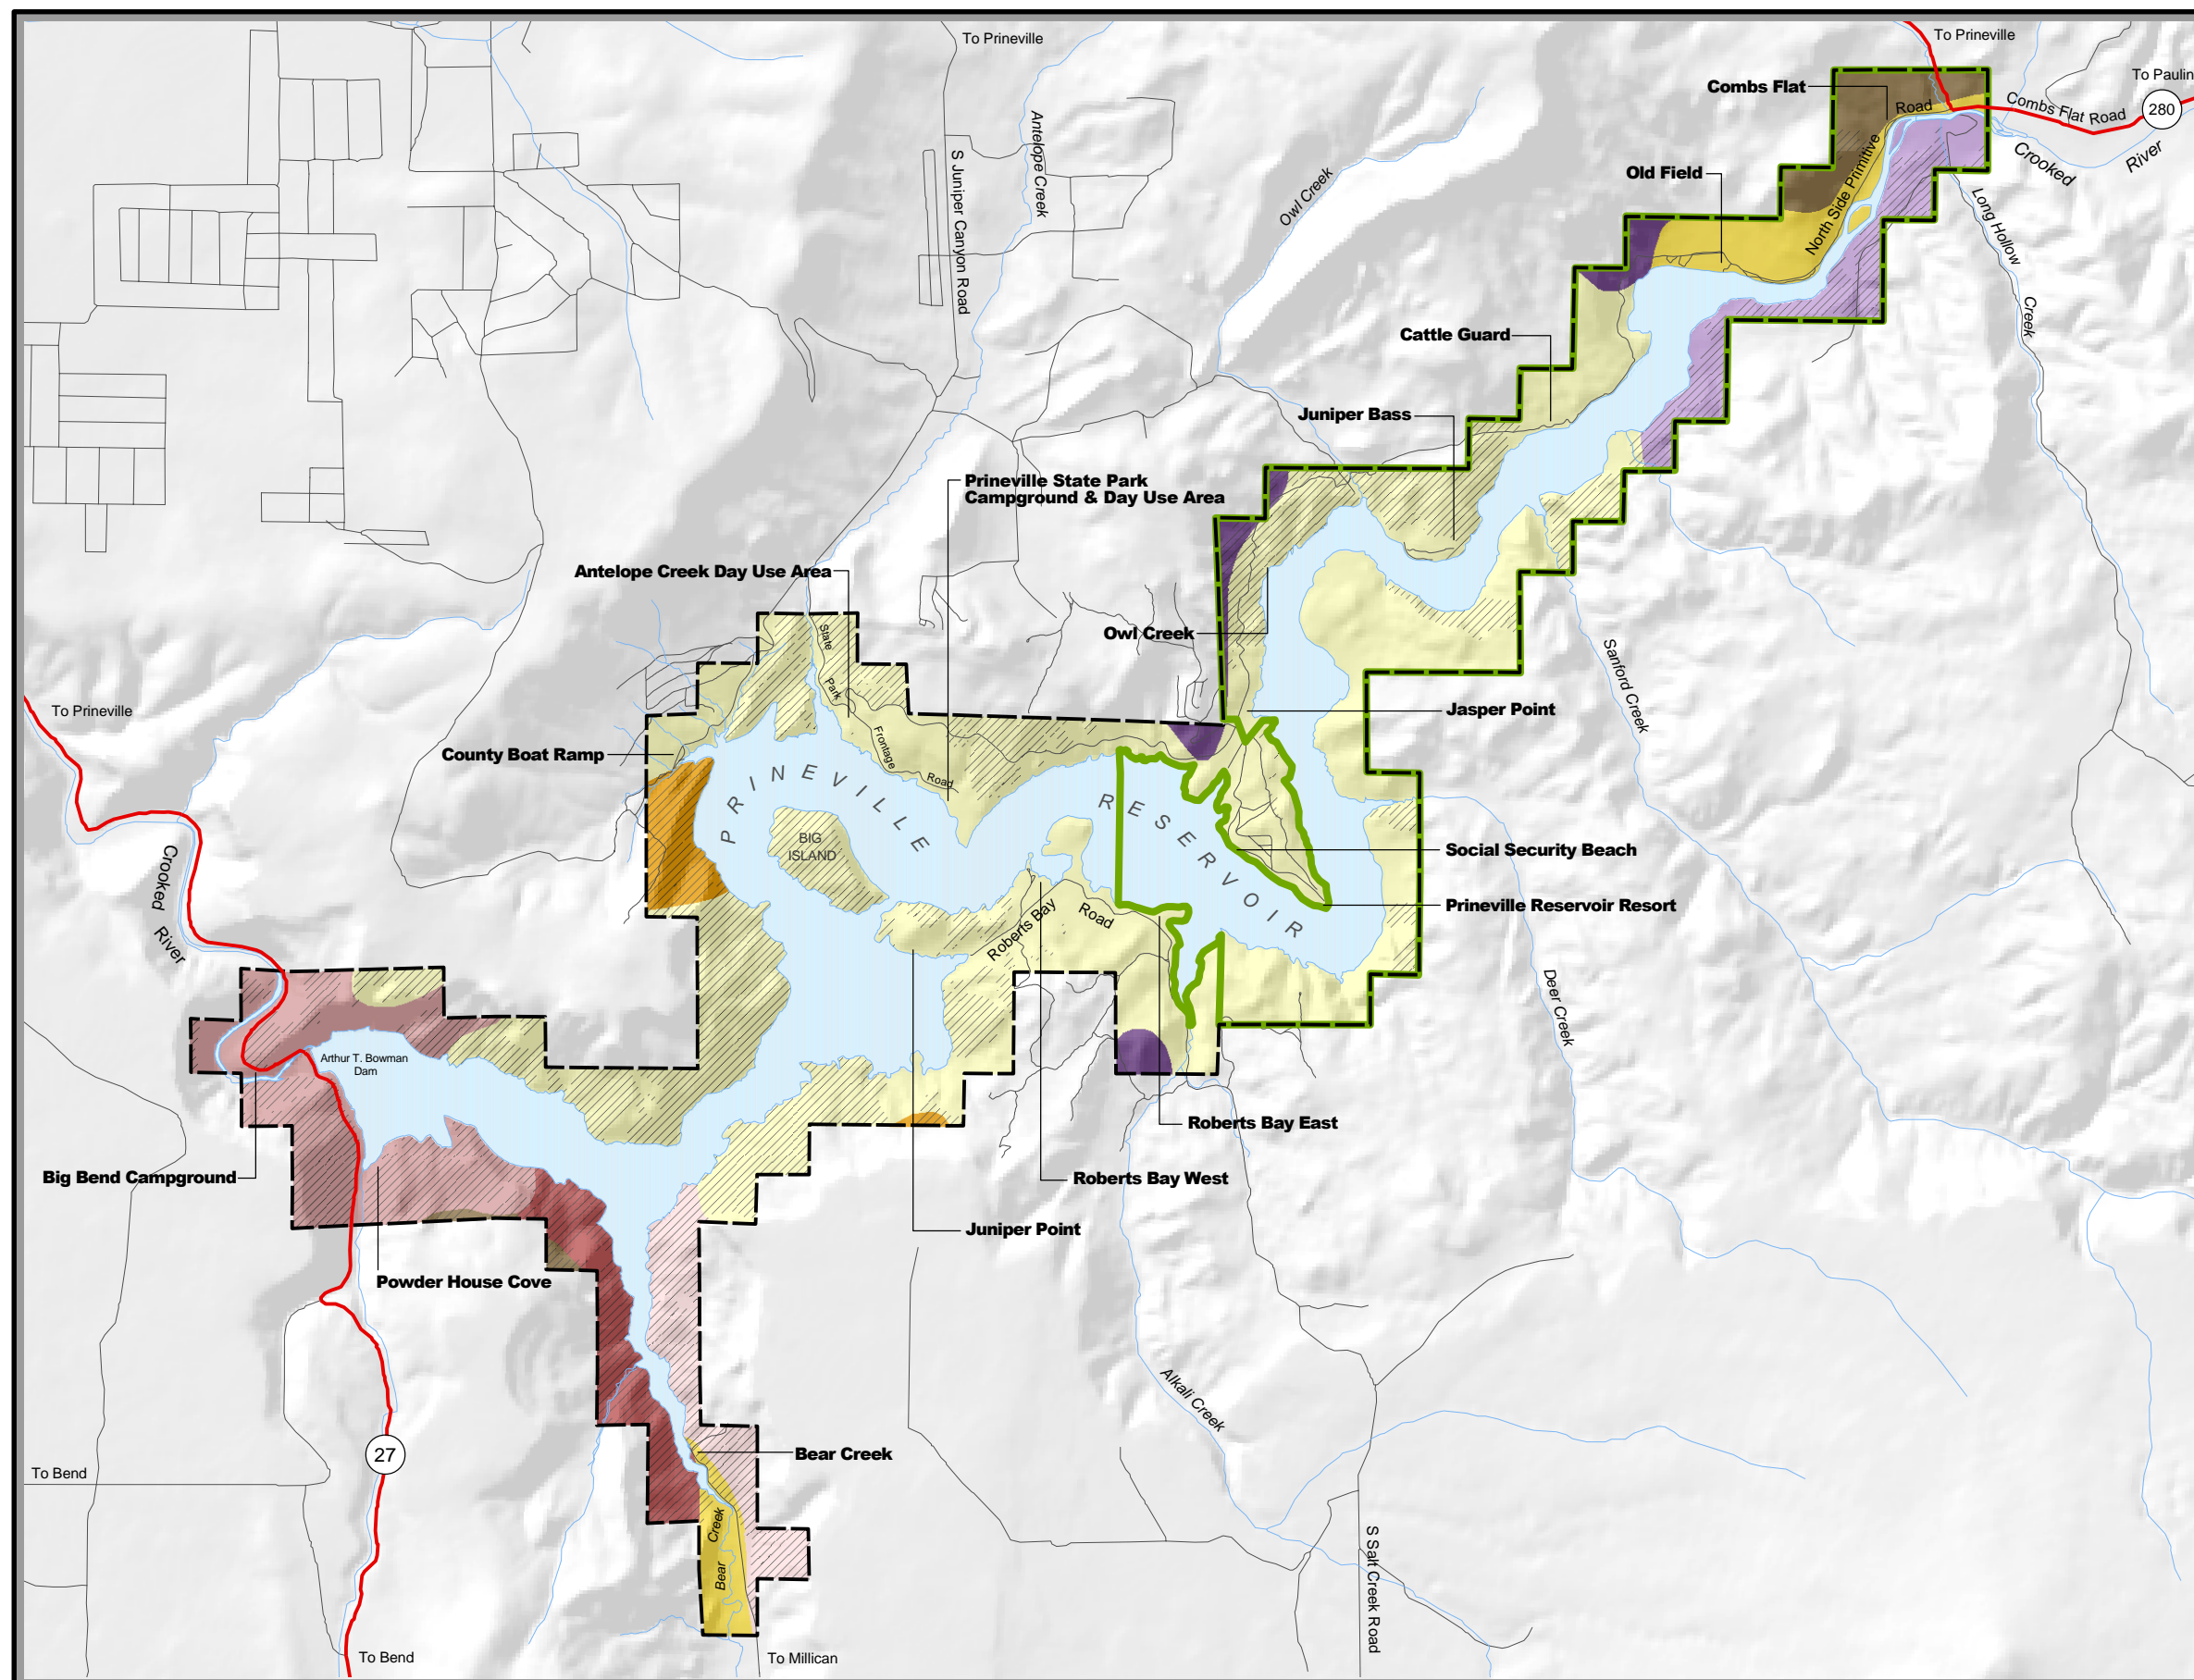 To Prineville
To Prineville
To Paulin
Combs Flat
Road
Combs Flat Road
280
Crooked
River
Antelope Creek
S Juniper Canyon Road
Owl Creek
Old Field
North Side Primitive
Long Hollow
Creek
Cattle Guard
Juniper Bass
Prineville State Park
Campground & Day Use Area
Antelope Creek Day Use Area
State
Park
Frontage
Road
Owl Creek
Sanford Creek
To Prineville
County Boat Ramp
Jasper Point
PRINEVILLE
RESERVOIR
BIG
ISLAND
Social Security Beach
Prineville Reservoir Resort
Crooked
River
Roberts Bay
Road
Deer Creek
Arthur T. Bowman
Dam
Roberts Bay East
Big Bend Campground
Roberts Bay West
Juniper Point
Powder House Cove
Alkali Creek
27
Bear Creek
To Bend
Bear
Creek
S Salt Creek Road
To Bend
To Millican